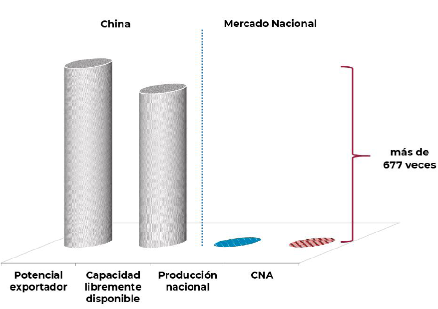 China
Mercado Nacional
más de
677 veces
Potencial
exportador
Capacidad
libremente
disponible
Producción
nacional
CNA